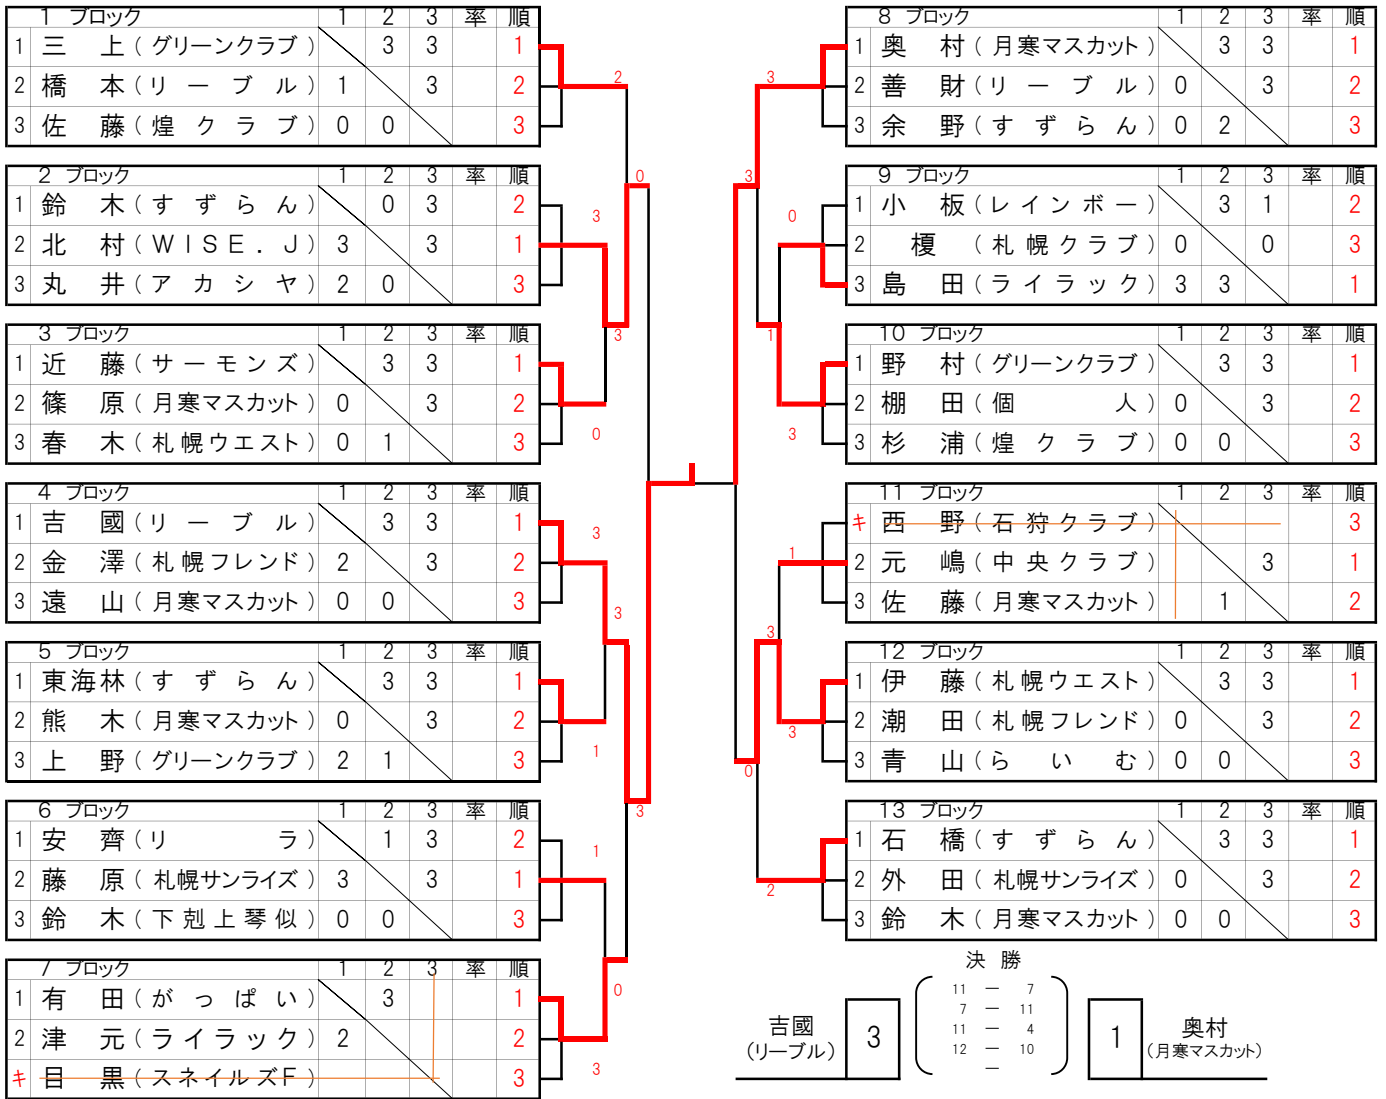 1 ブロック 1 2 3 率 順
1 三 上 ( グリーンクラブ ) 3 3 1
2 橋 本 ( リ ー ブ ル ) 1 3 2
3 佐 藤 ( 煌 ク ラ ブ ) 0 0 3
2 ブロック 1 2 3 率 順
1 鈴 木 ( す ず ら ん ) 0 3 2
2 北 村 ( W I S E . J ) 3 3 1
3 丸 井 ( ア カ シ ヤ ) 2 0 3
3 ブロック 1 2 3 率 順
1 近 藤 ( サ ー モ ン ズ ) 3 3 1
2 篠 原 ( 月寒マスカット ) 0 3 2
3 春 木 ( 札幌ウエスト ) 0 1 3
4 ブロック 1 2 3 率 順
1 吉 國 ( リ ー ブ ル ) 3 3 1
2 金 澤 ( 札幌フレンド ) 2 3 2
3 遠 山 ( 月寒マスカット ) 0 0 3
5 ブロック 1 2 3 率 順
1 東海林 ( す ず ら ん ) 3 3 1
2 熊 木 ( 月寒マスカット ) 0 3 2
3 上 野 ( グリーンクラブ ) 2 1 3
6 ブロック 1 2 3 率 順
1 安 齊 ( リ ラ ) 1 3 2
2 藤 原 ( 札幌サンライズ ) 3 3 1
3 鈴 木 ( 下剋上琴似 ) 0 0 3
7 ブロック 1 2 3 率 順
1 有 田 ( が っ ぱ い ) 3 1
2 津 元 ( ラ イ ラ ッ ク ) 2 2
キ 目 黒 ( スネイルズF ) 3
2
0
3
3
0
3
3
1
3
1
0
3
3
3
3
0
1
3
1
3
3
0
2
8 ブロック 1 2 3 率 順
1 奥 村 ( 月寒マスカット ) 3 3 1
2 善 財 ( リ ー ブ ル ) 0 3 2
3 余 野 ( す ず ら ん ) 0 2 3
9 ブロック 1 2 3 率 順
1 小 板 ( レ イ ン ボ ー ) 3 1 2
2 榎 ( 札 幌 ク ラ ブ ) 0 0 3
3 島 田 ( ラ イ ラ ッ ク ) 3 3 1
10 ブロック 1 2 3 率 順
1 野 村 ( グリーンクラブ ) 3 3 1
2 棚 田 ( 個 人 ) 0 3 2
3 杉 浦 ( 煌 ク ラ ブ ) 0 0 3
11 ブロック 1 2 3 率 順
キ 西 野 ( 石 狩 ク ラ ブ ) 3
2 元 嶋 ( 中 央 ク ラ ブ ) 3 1
3 佐 藤 ( 月寒マスカット ) 1 2
12 ブロック 1 2 3 率 順
1 伊 藤 ( 札幌ウエスト ) 3 3 1
2 潮 田 ( 札幌フレンド ) 0 3 2
3 青 山 ( ら い む ) 0 0 3
13 ブロック 1 2 3 率 順
1 石 橋 ( す ず ら ん ) 3 3 1
2 外 田 ( 札幌サンライズ ) 0 3 2
3 鈴 木 ( 月寒マスカット ) 0 0 3
決 勝
吉國
(リーブル)
3
11 ー 7
7 ー 11
11 ー 4
12 ー 10
ー
1
奥村
(月寒マスカット)